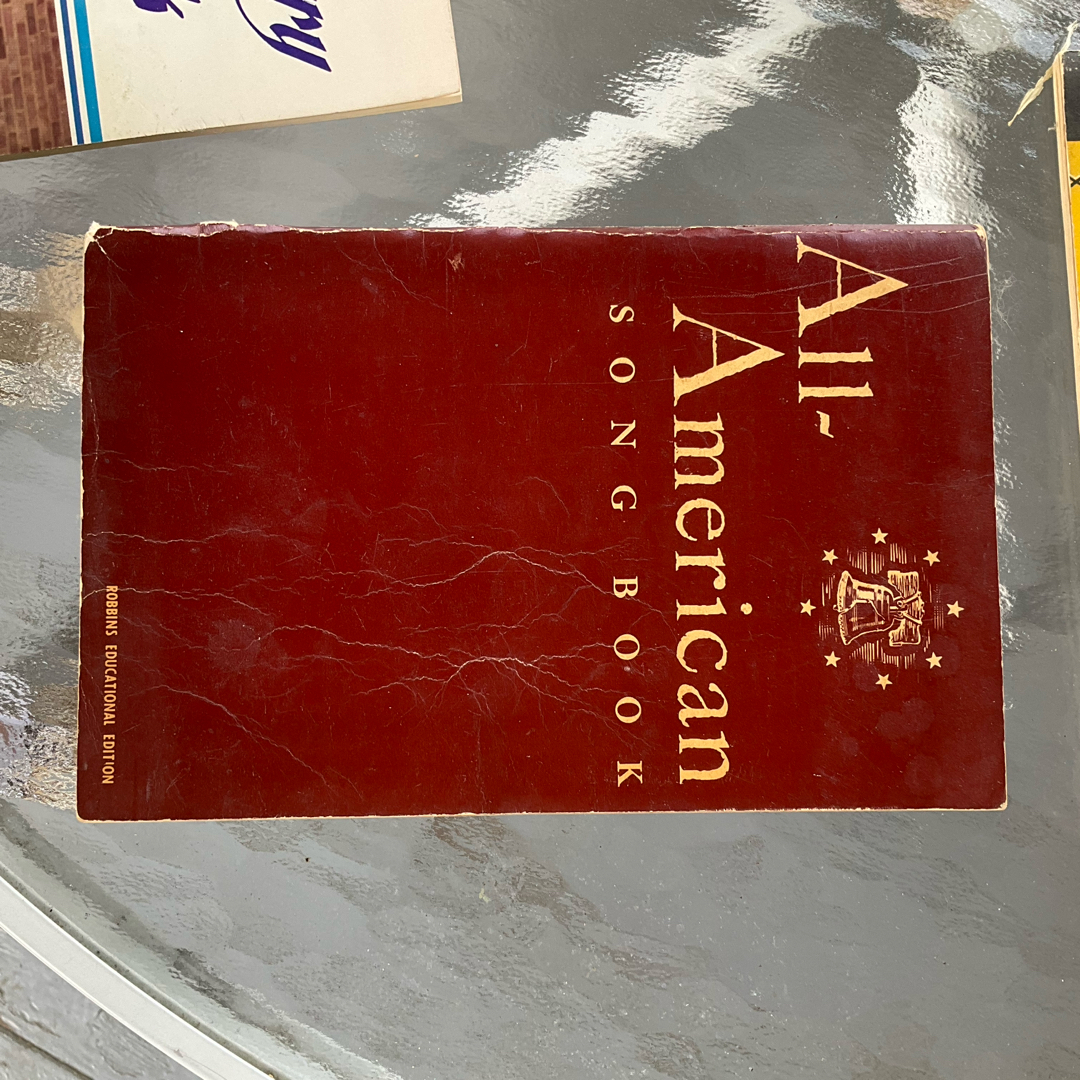 All-
American
SONG BOOK
ROBBINS EDUCATIONAL EDITION